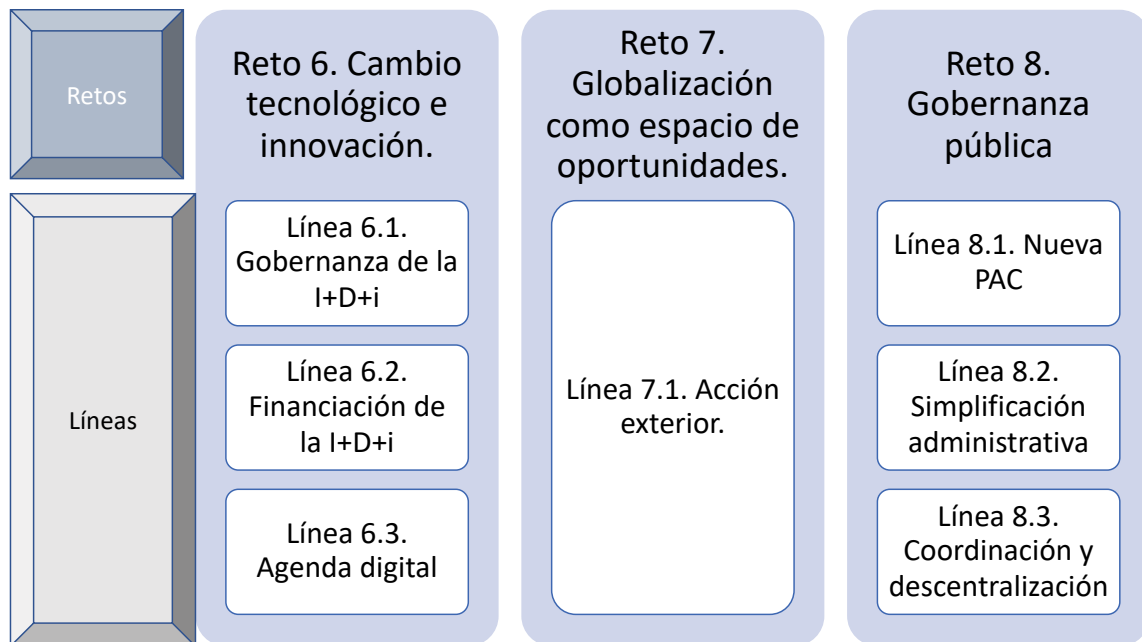 Retos
Reto 6. Cambio
tecnológico e
innovación.
Reto 7.
Globalización
como espacio de
oportunidades.
Reto 8.
Gobernanza
pública
Líneas
Línea 6.1.
Gobernanza de la
I+D+i
Línea 6.2.
Financiación de
la I+D+i
Línea 6.3.
Agenda digital
Línea 7.1. Acción
exterior.
Línea 8.1. Nueva
PAC
Línea 8.2.
Simplificación
administrativa
Línea 8.3.
Coordinación y
descentralización